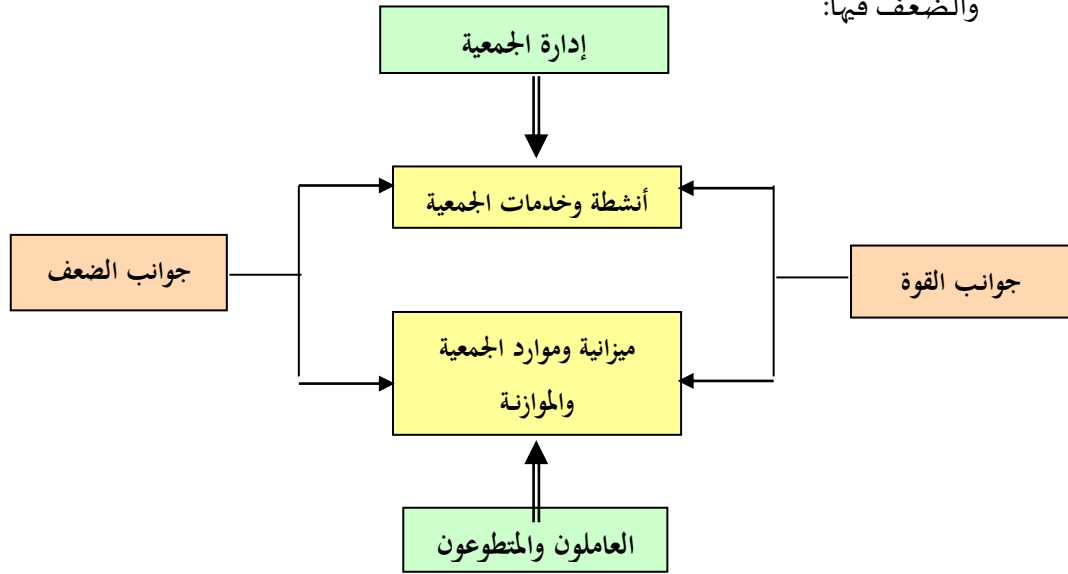 والضعف فيها:
إدارة الجمعية
أنشطة وخدمات الجمعية
جوانب القوة
جوانب الضعف
ميزانية وموارد الجمعية
والموازنة
العاملون والمتطوعون